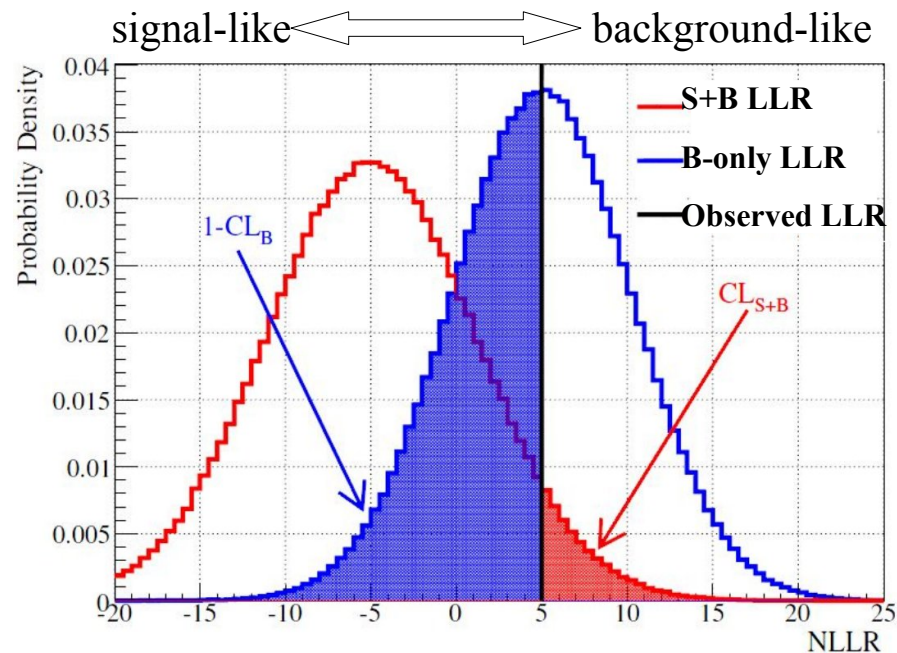 signal-like background-like
0.04
0.035
0.03
0.025
0.02
0.015
0.01
0.005
0
Probability Density
S+B LLR
B-only LLR
Observed LLR
1-CL_B
CL_S+B
-20 -15 -10 -5 0 5 10 15 20 25
NLLR